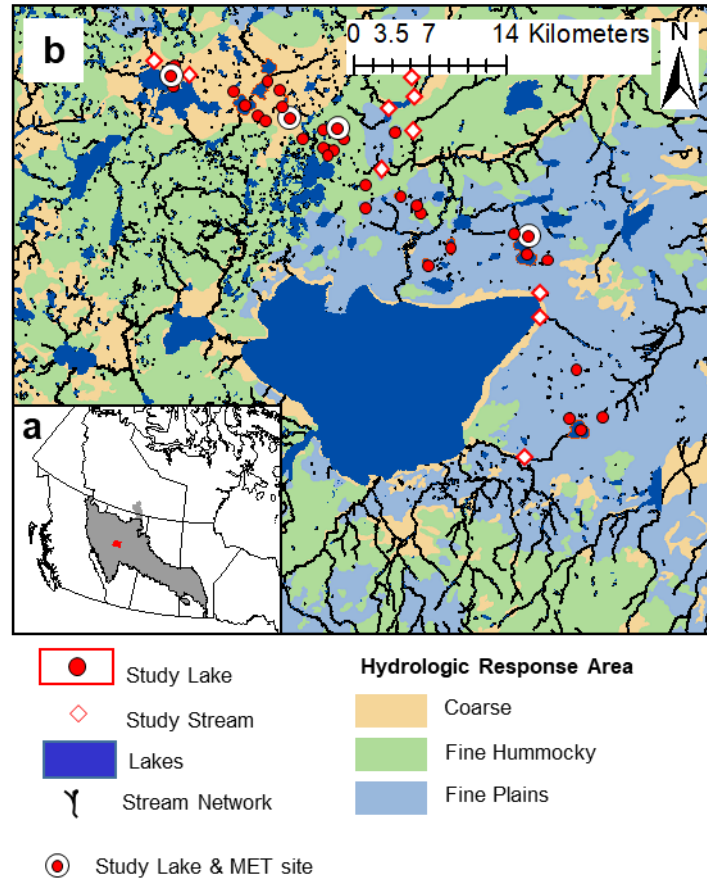 b
N
0 3.5 7 14 Kilometers
a
Study Lake
Study Stream
Lakes
Stream Network
Study Lake & MET site
Hydrologic Response Area
Coarse
Fine Hummocky
Fine Plains